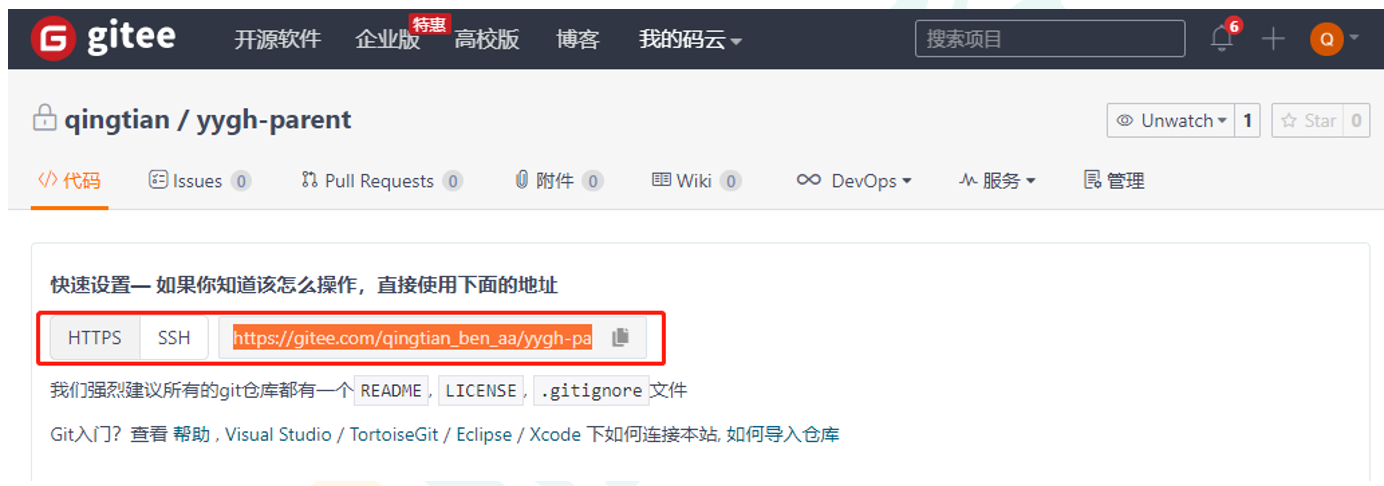 gitee 开源软件 企业版 特惠 高校版 博客 我的码云 搜索项目 6 Q
qingtian / yygh-parent Unwatch 1 Star 0
代码 Issues 0 Pull Requests 0 附件 0 Wiki 0 DevOps 服务 管理
快速设置— 如果你知道该怎么操作，直接使用下面的地址
HTTPS SSH https://gitee.com/qingtian_ben_aa/yygh-pa
我们强烈建议所有的git仓库都有一个 README, LICENSE, .gitignore 文件
Git入门？查看 帮助 , Visual Studio / TortoiseGit / Eclipse / Xcode 下如何连接本站, 如何导入仓库